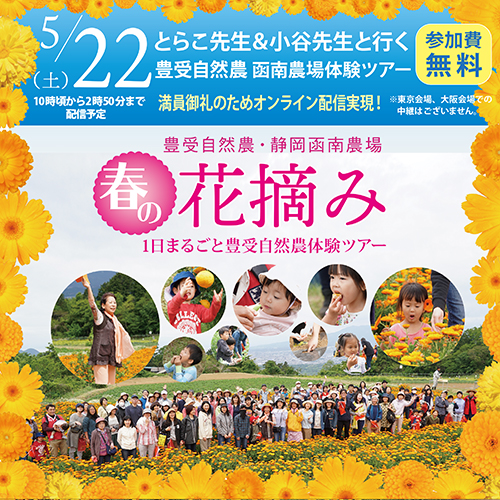 5/22
(土)
とらこ先生&小谷先生と行く
豊受自然農 函南農場体験ツアー
参加費
無料
10時頃から2時50分まで
配信予定
満員御礼のためオンライン配信実現!
※東京会場、大阪会場での
中継はございません。
豊受自然農・静岡函南農場
春の花摘み
1日まるごと豊受自然農体験ツアー